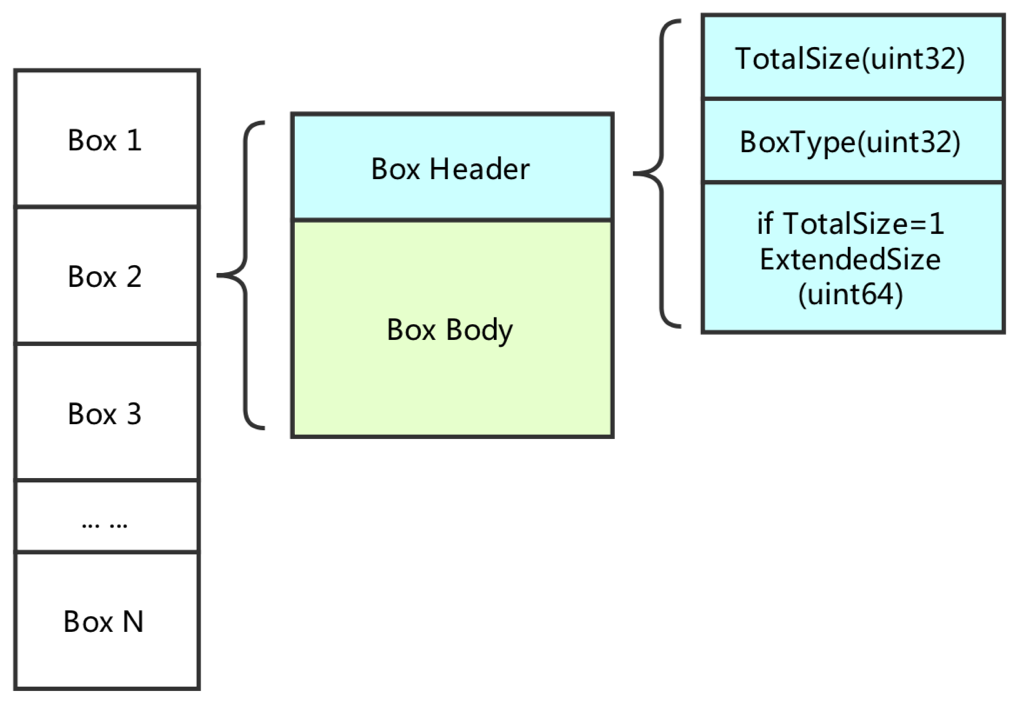 Box 1
Box 2
Box 3
... ...
Box N
Box Header
Box Body
TotalSize(uint32)
BoxType(uint32)
if TotalSize=1
ExtendedSize
(uint64)